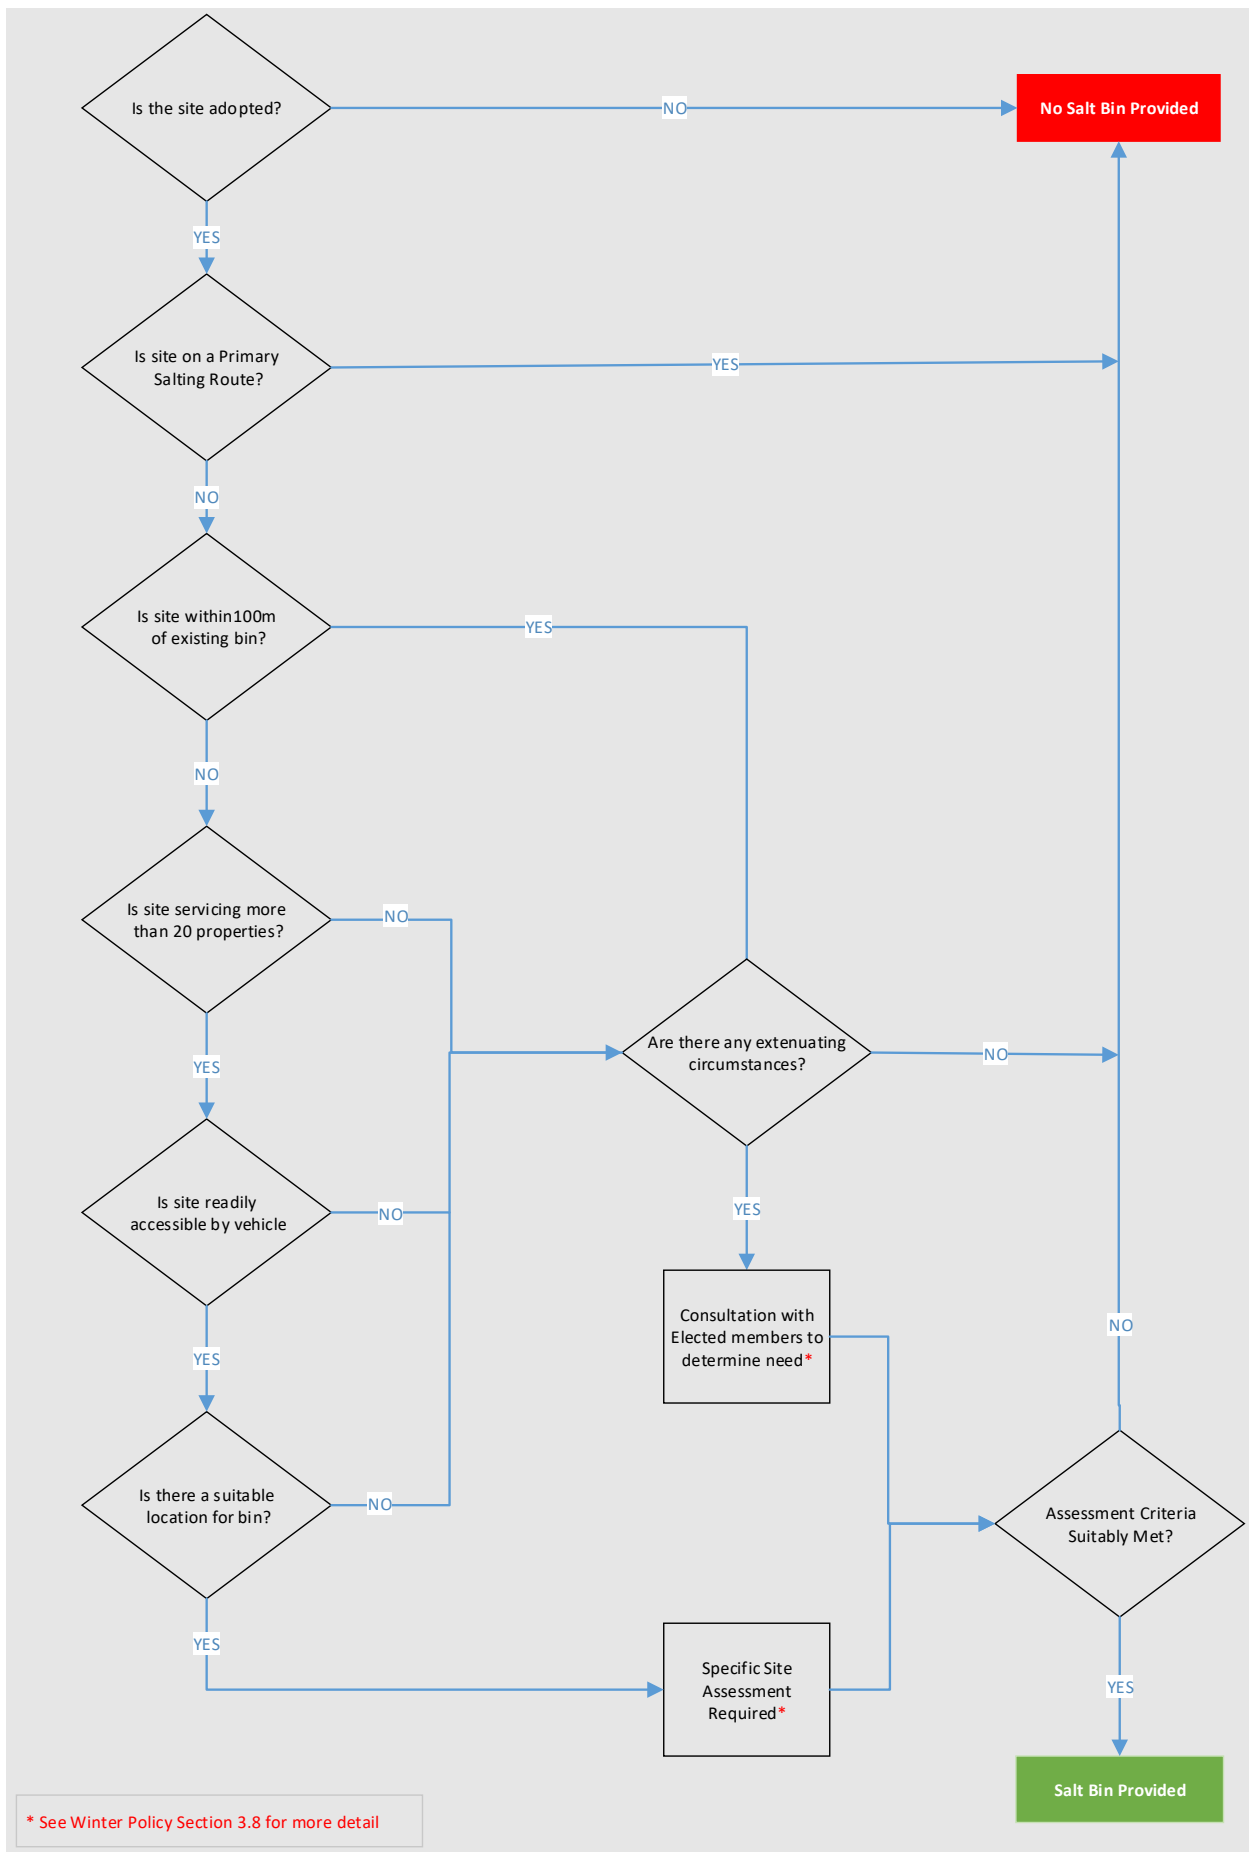 Is the site adopted?
NO
No Salt Bin Provided
YES
Is site on a Primary
Salting Route?
YES
NO
Is site within100m
of existing bin?
YES
NO
Is site servicing more
than 20 properties?
NO
Are there any extenuating
circumstances?
NO
YES
Is site readily
accessible by vehicle
NO
YES
Consultation with
Elected members to
determine need*
NO
YES
Is there a suitable
location for bin?
NO
Assessment Criteria
Suitably Met?
YES
Specific Site
Assessment
Required*
YES
Salt Bin Provided
* See Winter Policy Section 3.8 for more detail